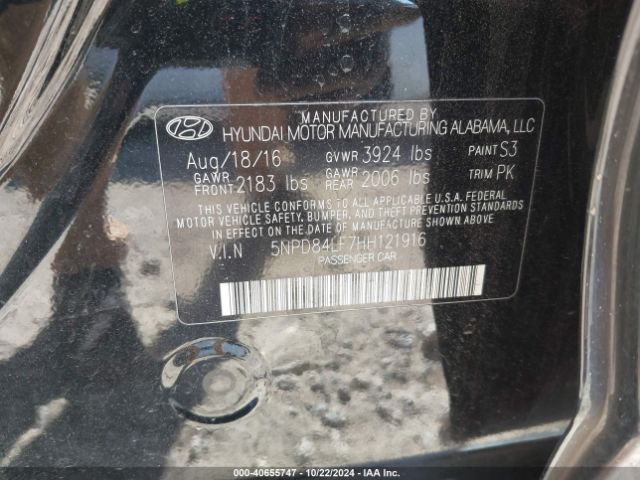 MANUFACTURED BY
HYUNDAI MOTOR MANUFACTURING ALABAMA, LLC
Aug/18/16 GVWR 3924 lbs PAINT S3
GAWR FRONT 2183 lbs GAWR REAR 2006 lbs TRIM PK
THIS VEHICLE CONFORMS TO ALL APPLICABLE U.S.A. FEDERAL
MOTOR VEHICLE SAFETY, BUMPER, AND THEFT PREVENTION STANDARDS
IN EFFECT ON THE DATE OF MANUFACTURE SHOWN ABOVE.
V.I.N 5NPD84LF7HH121916
PASSENGER CAR
000-40655747 - 10/22/2024 - IAA Inc.